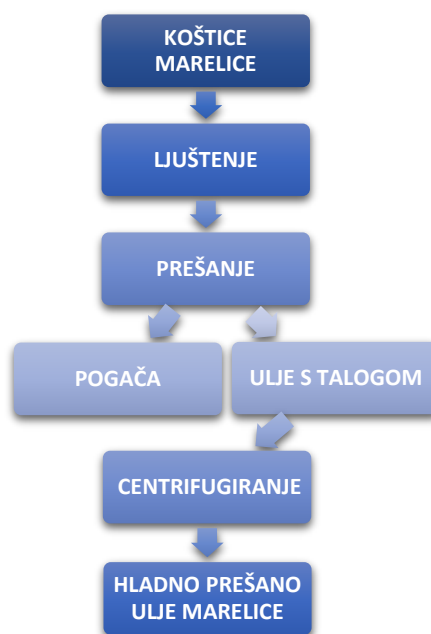 KOŠTICE
MARELICE
LJUŠTENJE
PREŠANJE
POGAČA
ULJE S TALOGOM
CENTRIFUGIRANJE
HLADNO PREŠANO
ULJE MARELICE